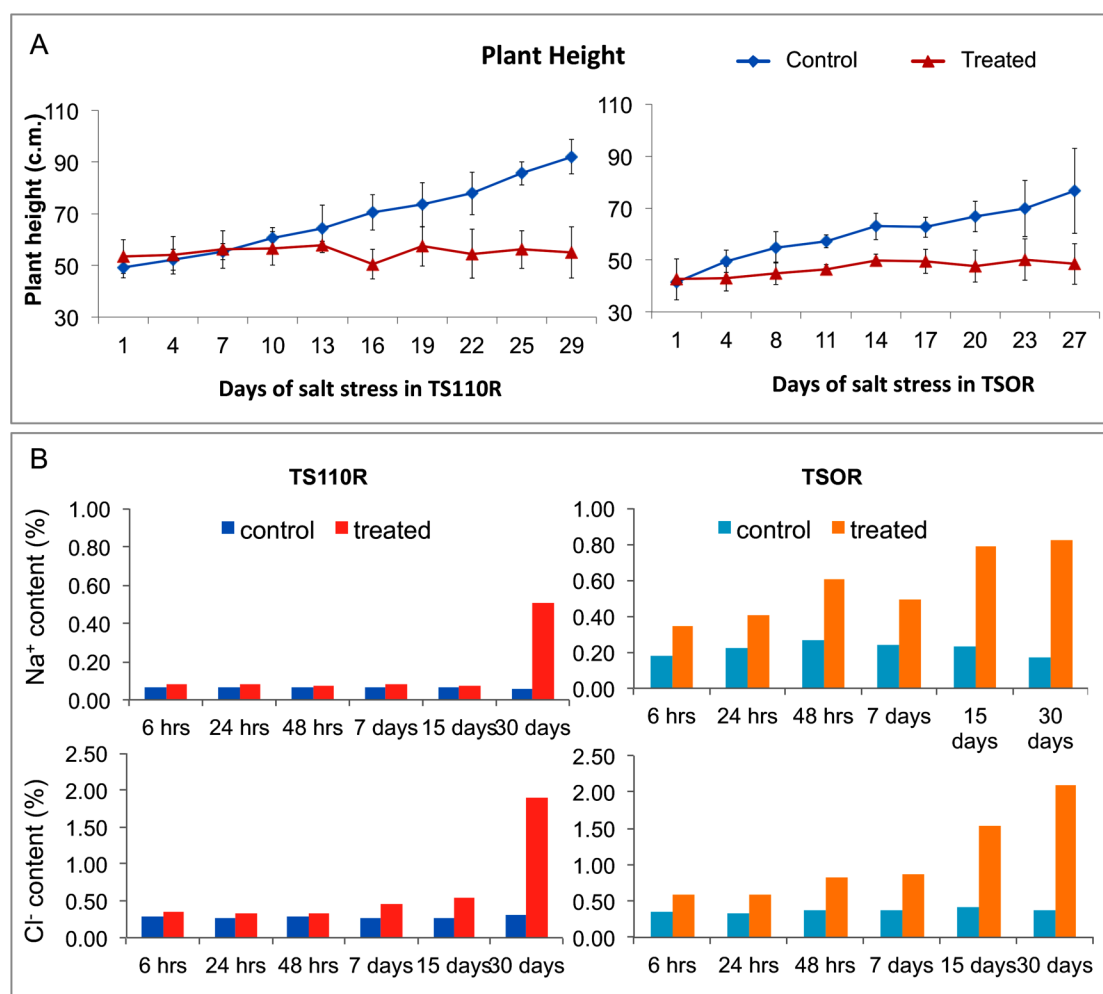 A
Plant Height
Control
Treated
Plant height (c.m.)
110
90
70
50
30
1 4 7 10 13 16 19 22 25 29
Days of salt stress in TS110R
110
90
70
50
30
1 4 8 11 14 17 20 23 27
Days of salt stress in TSOR
B
TS110R
control treated
Na⁺ content (%)
1.00
0.80
0.60
0.40
0.20
0.00
6 hrs 24 hrs 48 hrs 7 days 15 days 30 days
TSOR
control treated
1.00
0.80
0.60
0.40
0.20
0.00
6 hrs 24 hrs 48 hrs 7 days 15 30
days days
Cl⁻ content (%)
2.50
2.00
1.50
1.00
0.50
0.00
6 hrs 24 hrs 48 hrs 7 days 15 days 30 days
2.50
2.00
1.50
1.00
0.50
0.00
6 hrs 24 hrs 48 hrs 7 days 15 days 30 days